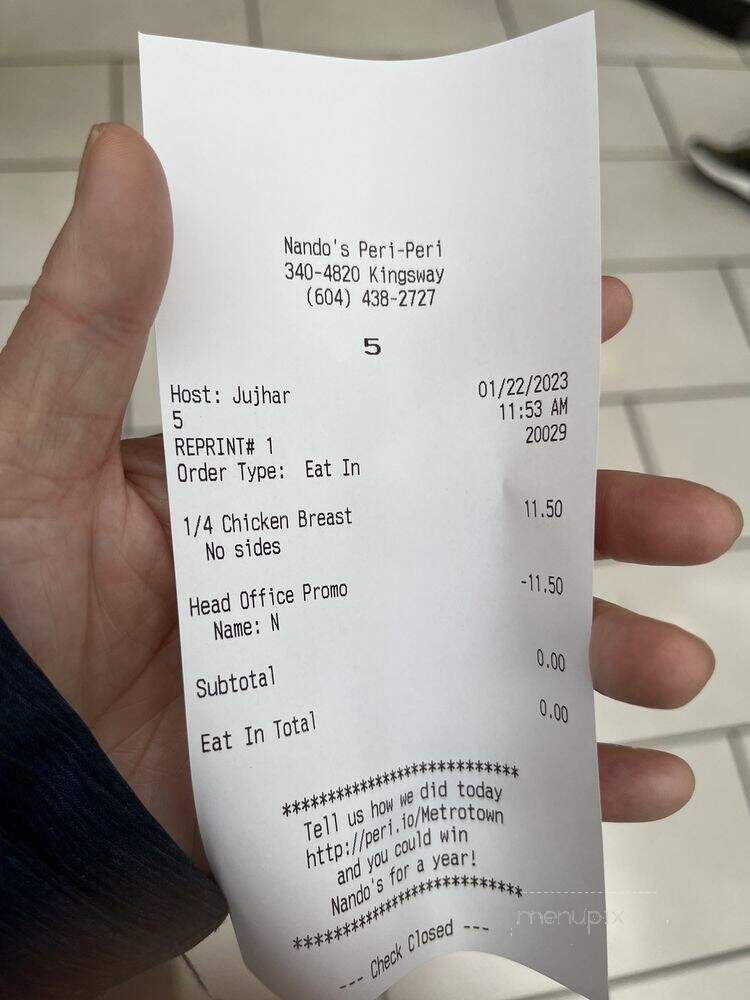 Nando's Peri-Peri
340-4820 Kingsway
(604) 438-2727
5
Host: Jujhar 01/22/2023
5 11:53 AM
REPRINT# 1 20029
Order Type: Eat In
1/4 Chicken Breast 11.50
No sides
Head Office Promo -11.50
Name: N
Subtotal 0.00
Eat In Total 0.00
**************************
Tell us how we did today
http://peri.io/Metrotown
and you could win
Nando's for a year!
**************************
--- Check Closed ---
menupix